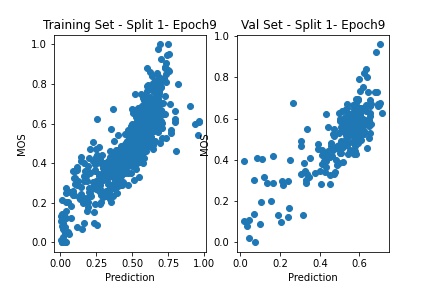 Training Set - Split 1- Epoch9
Val Set - Split 1- Epoch9
1.0
0.8
0.6
0.4
0.2
0.0
MOS
0.00 0.25 0.50 0.75 1.00
Prediction
1.0
0.8
0.6
0.4
0.2
0.0
MOS
0.0 0.2 0.4 0.6
Prediction